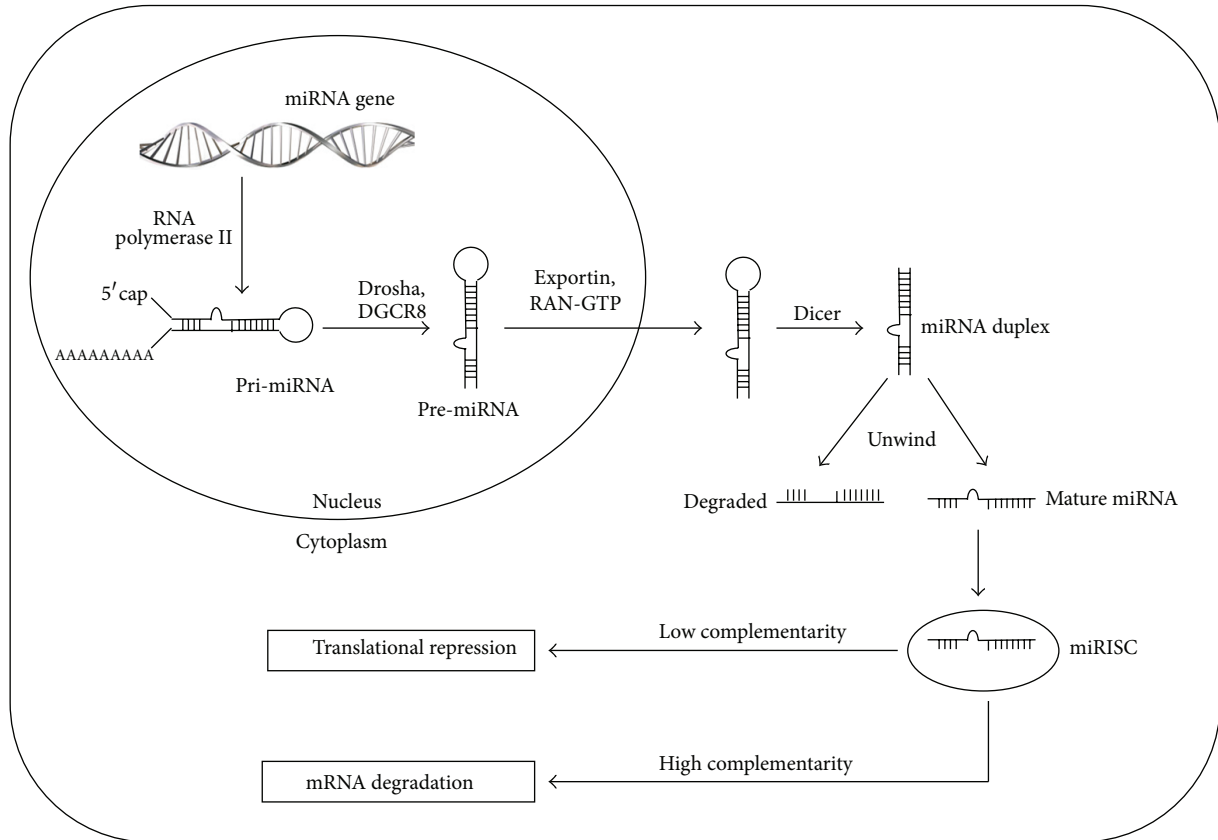 miRNA gene
RNA
polymerase II
5′ cap
AAAAAAAAA
Pri-miRNA
Drosha,
DGCR8
Pre-miRNA
Exportin,
RAN-GTP
Dicer
miRNA duplex
Unwind
Degraded
Mature miRNA
Nucleus
Cytoplasm
miRISC
Low complementarity
Translational repression
High complementarity
mRNA degradation